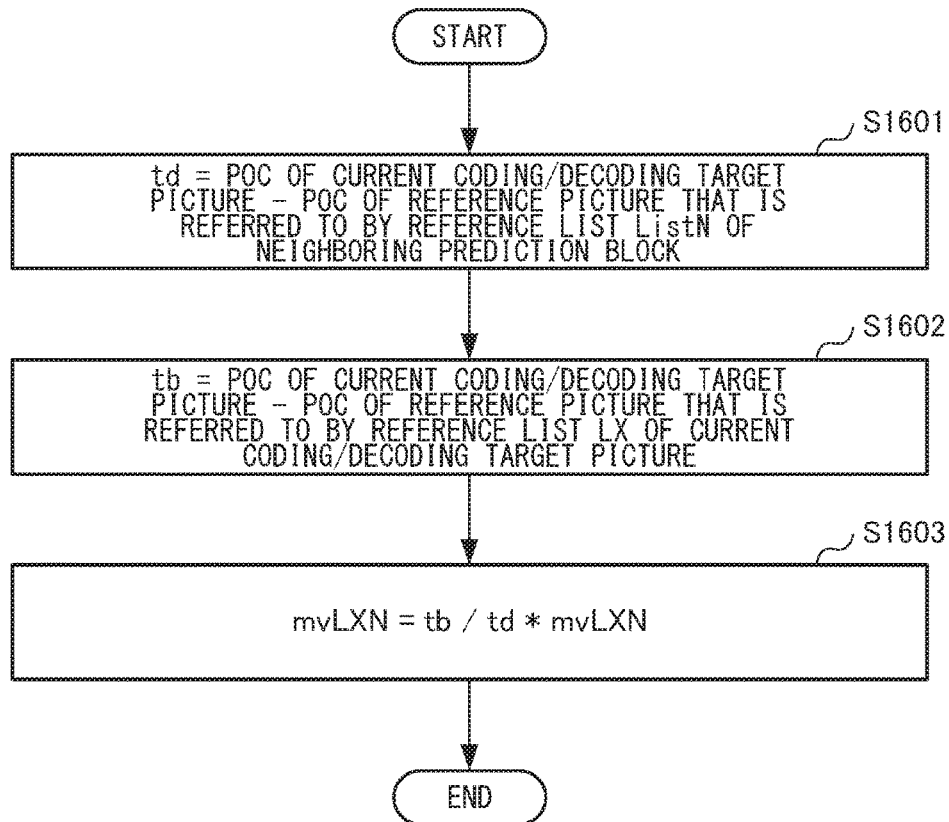 START
S1601
td = POC OF CURRENT CODING/DECODING TARGET
PICTURE – POC OF REFERENCE PICTURE THAT IS
REFERRED TO BY REFERENCE LIST ListN OF
NEIGHBORING PREDICTION BLOCK
S1602
tb = POC OF CURRENT CODING/DECODING TARGET
PICTURE – POC OF REFERENCE PICTURE THAT IS
REFERRED TO BY REFERENCE LIST LX OF CURRENT
CODING/DECODING TARGET PICTURE
S1603
mvLXN = tb / td * mvLXN
END